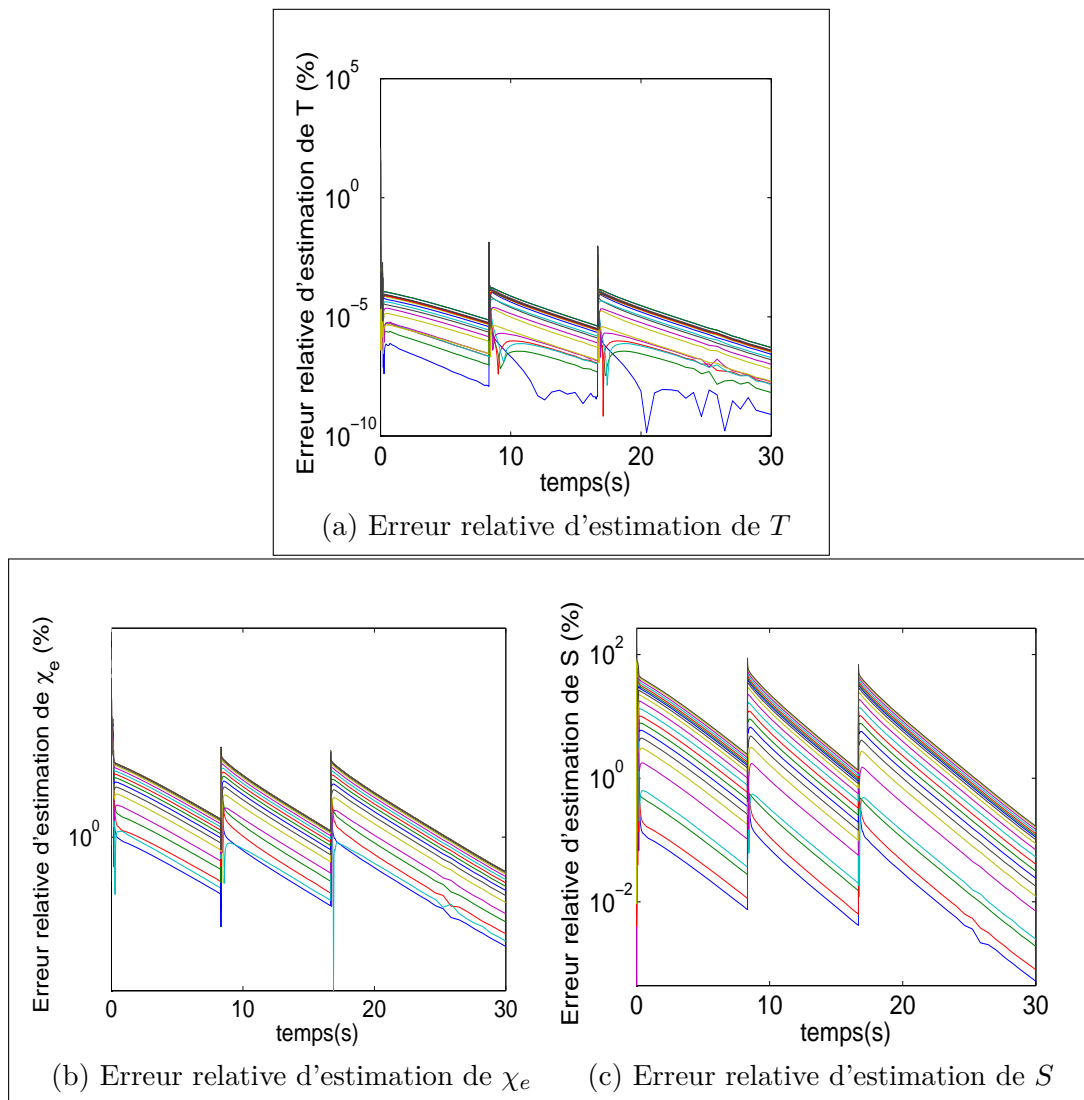 Erreur relative d'estimation de T (%)
10^5
10^0
10^−5
10^−10
0 10 20 30
temps(s)
(a) Erreur relative d'estimation de T
Erreur relative d'estimation de χ_e (%)
10^0
0 10 20 30
temps(s)
(b) Erreur relative d'estimation de χ_e
Erreur relative d'estimation de S (%)
10^2
10^0
10^−2
0 10 20 30
temps(s)
(c) Erreur relative d'estimation de S